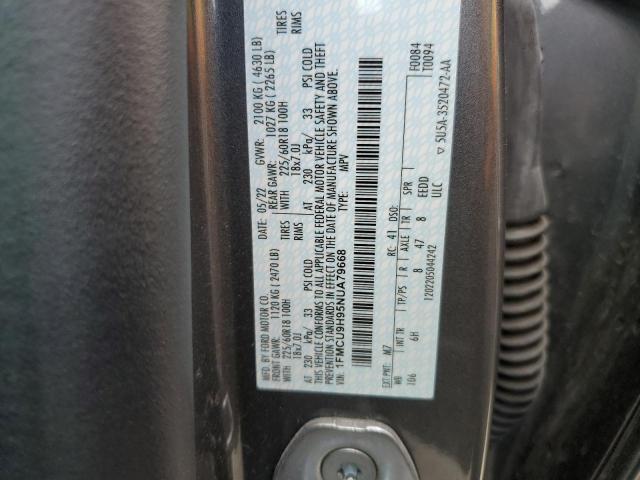 MFD. BY FORD MOTOR CO.
DATE: 05/22 GVWR: 2100 KG ( 4630 LB)
FRONT GAWR: 1120 KG ( 2470 LB) REAR GAWR: 1027 KG ( 2265 LB)
WITH 225/60R18 100H TIRES WITH 225/60R18 100H TIRES
18x7.0J RIMS 18x7.0J RIMS
AT 230 kPa/ 33 PSI COLD AT 230 kPa/ 33 PSI COLD
THIS VEHICLE CONFORMS TO ALL APPLICABLE FEDERAL MOTOR VEHICLE SAFETY AND THEFT
PREVENTION STANDARDS IN EFFECT ON THE DATE OF MANUFACTURE SHOWN ABOVE.
VIN: 1FMCU9H95NUA79668 TYPE: MPV
EXT PNT: M7 RC: 41 DSO: F0084
T0094
WB INT TR TP/PS R AXLE TR SPR
106 6H 8 47 8 EEDD
1202205044242 ULC ▽ 5U5A-3520472-AA